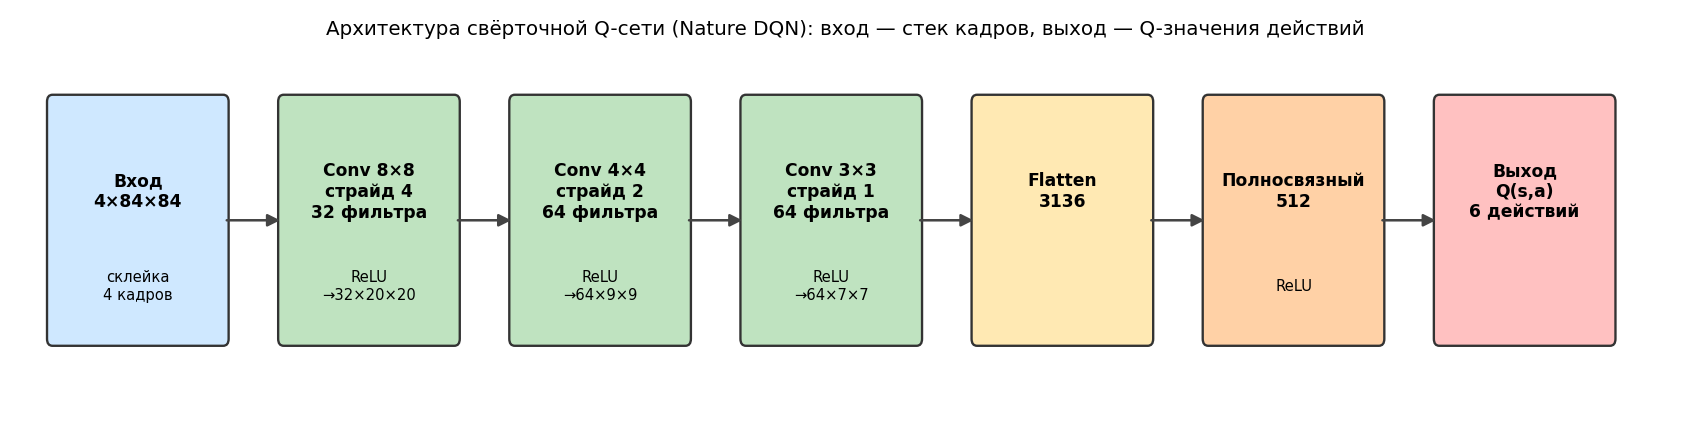 Архитектура свёрточной Q-сети (Nature DQN): вход — стек кадров, выход — Q-значения действий
Вход
4×84×84
склейка
4 кадров
Conv 8×8
страйд 4
32 фильтра
ReLU
→32×20×20
Conv 4×4
страйд 2
64 фильтра
ReLU
→64×9×9
Conv 3×3
страйд 1
64 фильтра
ReLU
→64×7×7
Flatten
3136
Полносвязный
512
ReLU
Выход
Q(s,a)
6 действий